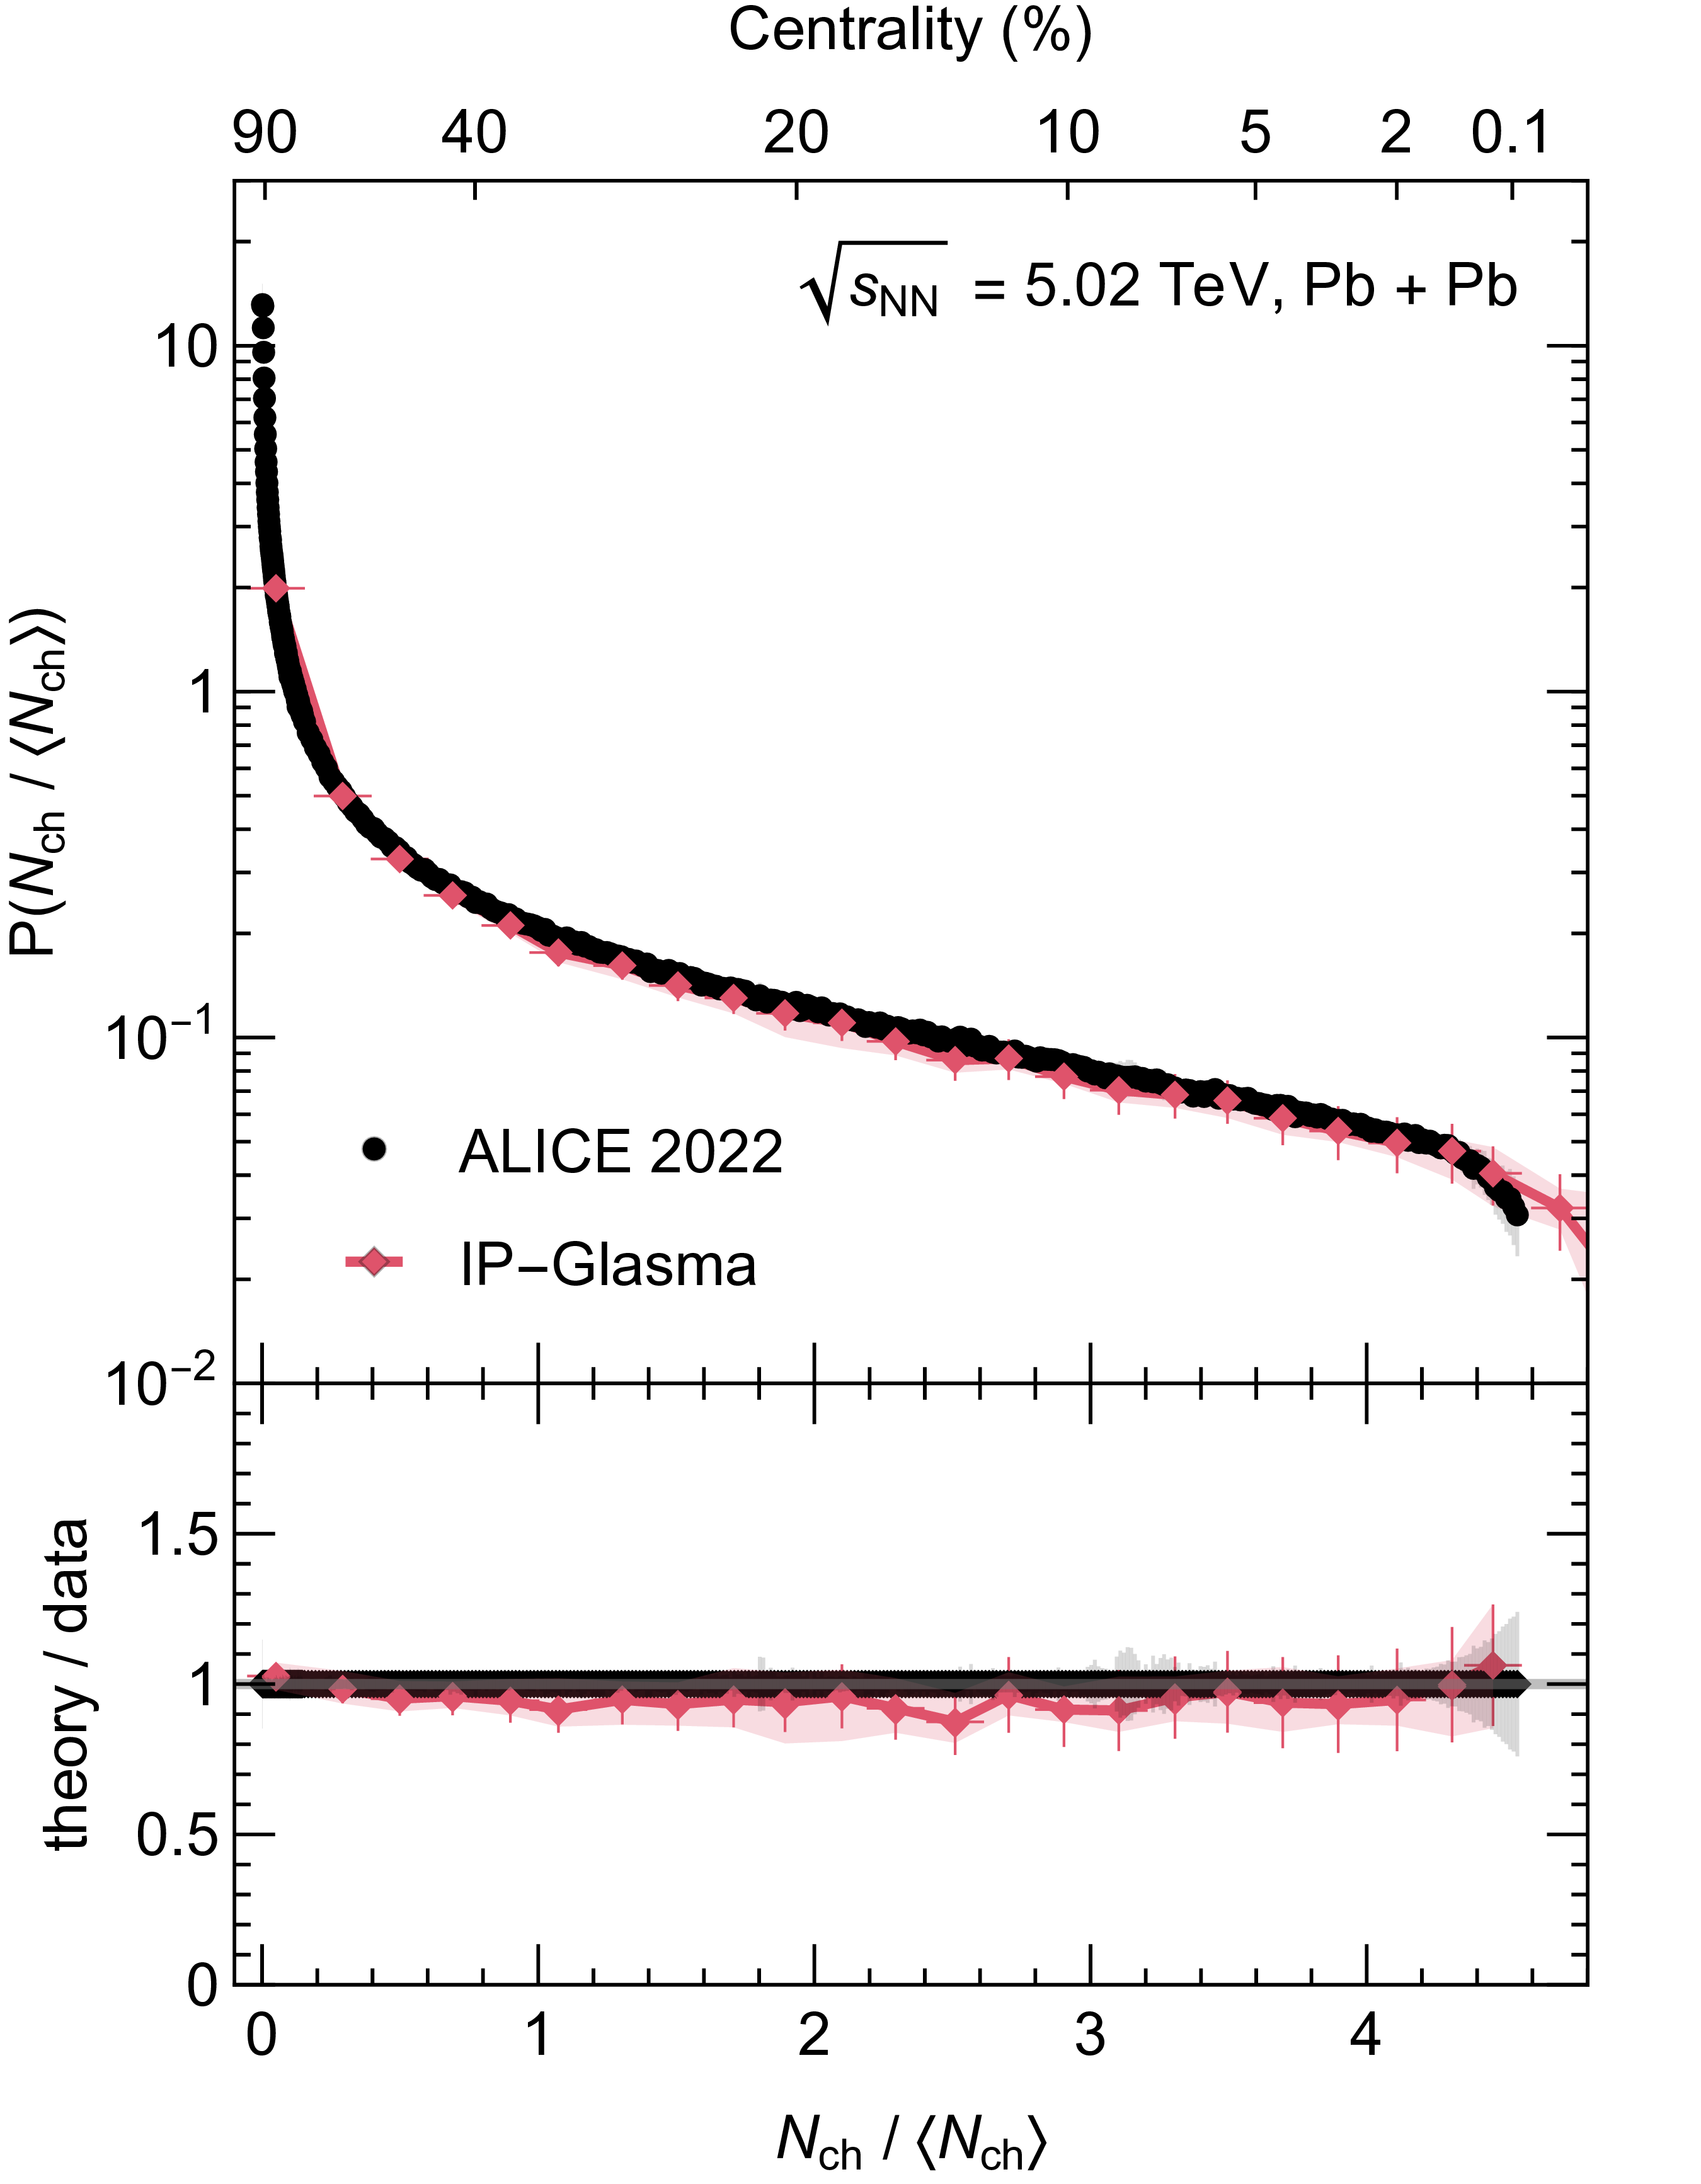 Centrality (%)
90 40 20 10 5 2 0.1
√sNN = 5.02 TeV, Pb + Pb
10
1
10−1
10−2
P(Nch / ⟨Nch⟩)
ALICE 2022
IP−Glasma
1.5
1
0.5
0
theory / data
0 1 2 3 4
Nch / ⟨Nch⟩